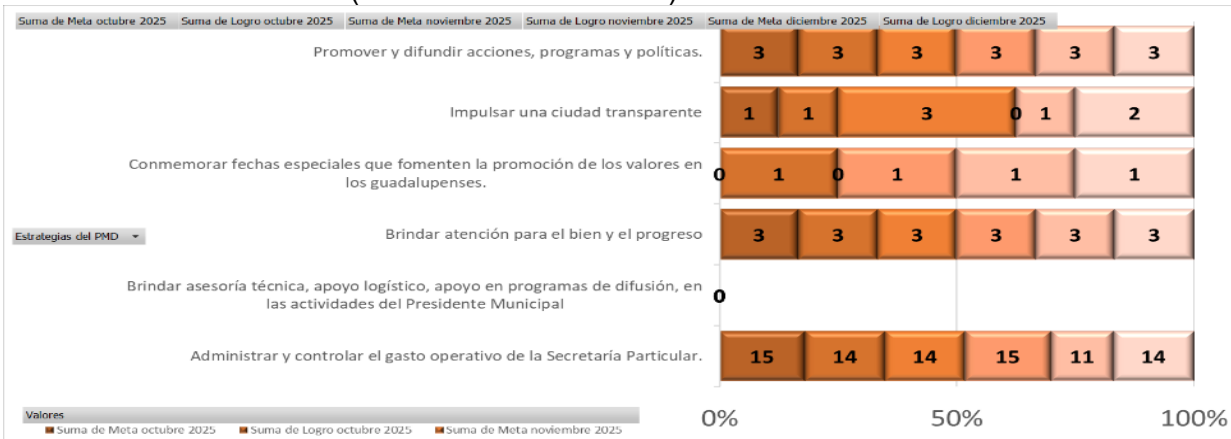 Suma de Meta octubre 2025 Suma de Logro octubre 2025 Suma de Meta noviembre 2025 Suma de Logro noviembre 2025 Suma de Meta diciembre 2025 Suma de Logro diciembre 2025
Promover y difundir acciones, programas y políticas. 3 3 3 3 3 3
Impulsar una ciudad transparente 1 1 3 0 1 2
Conmemorar fechas especiales que fomenten la promoción de los valores en
los guadalupenses. 0 1 0 1 1 1
Estrategias del PMD
Brindar atención para el bien y el progreso 3 3 3 3 3 3
Brindar asesoría técnica, apoyo logístico, apoyo en programas de difusión, en
las actividades del Presidente Municipal 0
Administrar y controlar el gasto operativo de la Secretaría Particular. 15 14 14 15 11 14
Valores
Suma de Meta octubre 2025 Suma de Logro octubre 2025 Suma de Meta noviembre 2025
0% 50% 100%